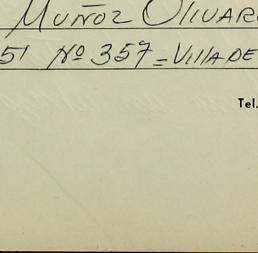 Muñoz Olivar
51 Nº 357 = Villa de
Tel.